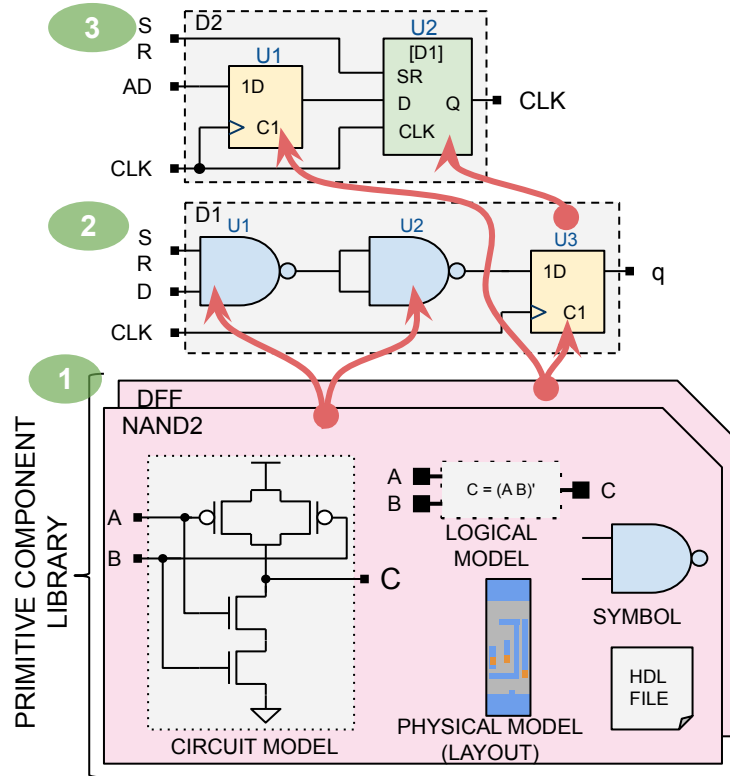 3
S
R
AD
CLK
D2
U1
1D
C1
U2
[D1]
SR
D
Q
CLK
CLK
2
S
R
D
CLK
D1
U1
U2
U3
1D
C1
q
1
PRIMITIVE COMPONENT
LIBRARY
DFF
NAND2
A
B
C
CIRCUIT MODEL
A
B
C = (A B)'
C
LOGICAL
MODEL
SYMBOL
PHYSICAL MODEL
(LAYOUT)
HDL
FILE